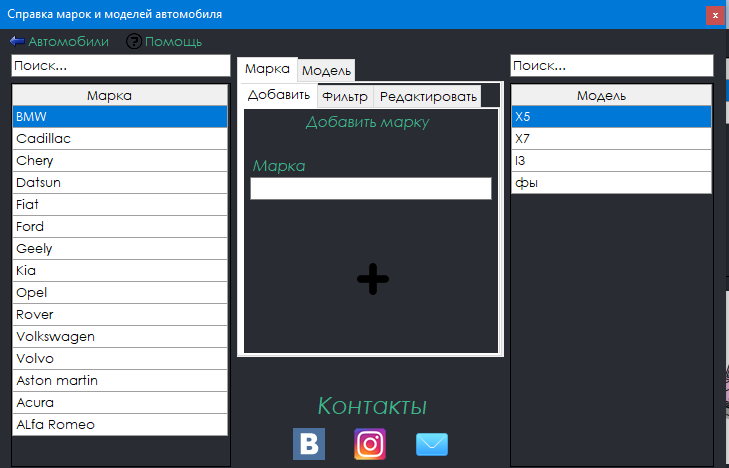 Справка марок и моделей автомобиля
x
Автомобили ? Помощь
Поиск...
Марка
BMW
Cadillac
Chery
Datsun
Fiat
Ford
Geely
Kia
Opel
Rover
Volkswagen
Volvo
Aston martin
Acura
ALfa Romeo
Марка Модель
Добавить Фильтр Редактировать
Добавить марку
Марка
Контакты
B
Поиск...
Модель
X5
X7
I3
фы